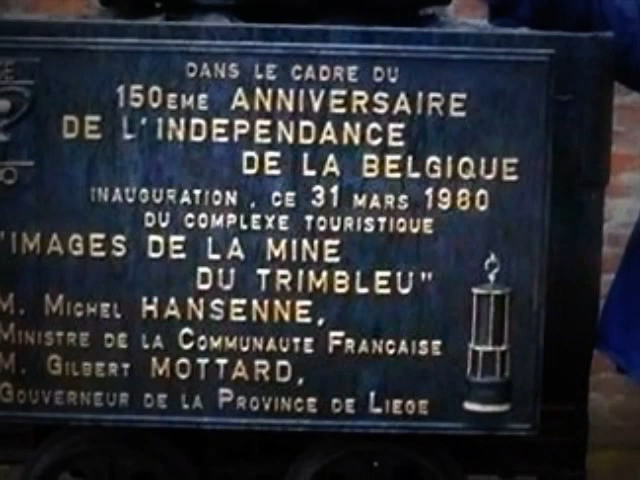 DANS LE CADRE DU
150EME ANNIVERSAIRE
DE L'INDEPENDANCE
DE LA BELGIQUE
INAUGURATION , CE 31 MARS 1980
DU COMPLEXE TOURISTIQUE
"IMAGES DE LA MINE
DU TRIMBLEU"
M. MICHEL HANSENNE,
MINISTRE DE LA COMMUNAUTE FRANCAISE
M. GILBERT MOTTARD,
GOUVERNEUR DE LA PROVINCE DE LIEGE